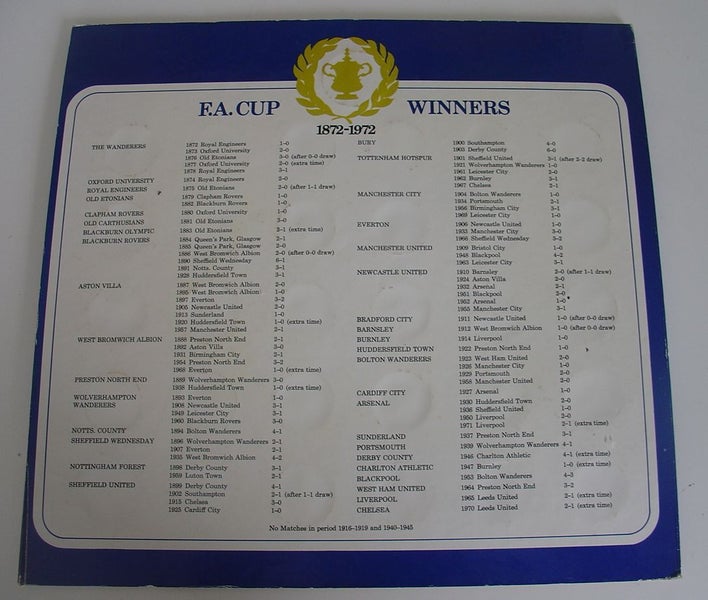 F.A. CUP WINNERS
1872-1972
THE WANDERERS 1872 Royal Engineers 1-0
1873 Oxford University 2-0
1876 Old Etonians 3-0 (after 0-0 draw)
1877 Oxford University 2-0 (extra time)
1878 Royal Engineers 3-1
OXFORD UNIVERSITY 1874 Royal Engineers 2-0
ROYAL ENGINEERS 1875 Old Etonians 2-0 (after 1-1 draw)
OLD ETONIANS 1879 Clapham Rovers 1-0
1882 Blackburn Rovers 1-0
CLAPHAM ROVERS 1880 Oxford University 1-0
OLD CARTHUSIANS 1881 Old Etonians 3-0
BLACKBURN OLYMPIC 1883 Old Etonians 3-1 (extra time)
BLACKBURN ROVERS 1884 Queen's Park, Glasgow 2-1
1885 Queen's Park, Glasgow 2-0
1886 West Bromwich Albion 2-0 (after 0-0 draw)
1890 Sheffield Wednesday 6-1
1891 Notts. County 3-1
1928 Huddersfield Town 3-1
ASTON VILLA 1887 West Bromwich Albion 2-0
1895 West Bromwich Albion 1-0
1897 Everton 3-2
1905 Newcastle United 2-0
1913 Sunderland 1-0
1920 Huddersfield Town 1-0 (extra time)
1957 Manchester United 2-1
WEST BROMWICH ALBION 1888 Preston North End 2-1
1892 Aston Villa 3-0
1931 Birmingham City 2-1
1954 Preston North End 3-2
1968 Everton 1-0 (extra time)
PRESTON NORTH END 1889 Wolverhampton Wanderers 3-0
1938 Huddersfield Town 1-0 (extra time)
WOLVERHAMPTON 1893 Everton 1-0
WANDERERS 1908 Newcastle United 3-1
1949 Leicester City 3-1
1960 Blackburn Rovers 3-0
NOTTS. COUNTY 1894 Bolton Wanderers 4-1
SHEFFIELD WEDNESDAY 1896 Wolverhampton Wanderers 2-1
1907 Everton 2-1
1935 West Bromwich Albion 4-2
NOTTINGHAM FOREST 1898 Derby County 3-1
1959 Luton Town 2-1
SHEFFIELD UNITED 1899 Derby County 4-1
1902 Southampton 2-1 (after 1-1 draw)
1915 Chelsea 3-0
1925 Cardiff City 1-0
BURY 1900 Southampton 4-0
1903 Derby County 6-0
TOTTENHAM HOTSPUR 1901 Sheffield United 3-1 (after 2-2 draw)
1921 Wolverhampton Wanderers 1-0
1961 Leicester City 2-0
1962 Burnley 3-1
1967 Chelsea 2-1
MANCHESTER CITY 1904 Bolton Wanderers 1-0
1934 Portsmouth 2-1
1956 Birmingham City 3-1
1969 Leicester City 1-0
EVERTON 1906 Newcastle United 1-0
1933 Manchester City 3-0
1966 Sheffield Wednesday 3-2
MANCHESTER UNITED 1909 Bristol City 1-0
1948 Blackpool 4-2
1963 Leicester City 3-1
NEWCASTLE UNITED 1910 Barnsley 2-0 (after 1-1 draw)
1924 Aston Villa 2-0
1932 Arsenal 2-1
1951 Blackpool 2-0
1952 Arsenal 1-0
1955 Manchester City 3-1
BRADFORD CITY 1911 Newcastle United 1-0 (after 0-0 draw)
BARNSLEY 1912 West Bromwich Albion 1-0 (after 0-0 draw)
BURNLEY 1914 Liverpool 1-0
HUDDERSFIELD TOWN 1922 Preston North End 1-0
BOLTON WANDERERS 1923 West Ham United 2-0
1926 Manchester City 1-0
1929 Portsmouth 2-0
1958 Manchester United 2-0
CARDIFF CITY 1927 Arsenal 1-0
ARSENAL 1930 Huddersfield Town 2-0
1936 Sheffield United 1-0
1950 Liverpool 2-0
1971 Liverpool 2-1 (extra time)
SUNDERLAND 1937 Preston North End 3-1
PORTSMOUTH 1939 Wolverhampton Wanderers 4-1
DERBY COUNTY 1946 Charlton Athletic 4-1 (extra time)
CHARLTON ATHLETIC 1947 Burnley 1-0 (extra time)
BLACKPOOL 1953 Bolton Wanderers 4-3
WEST HAM UNITED 1964 Preston North End 3-2
LIVERPOOL 1965 Leeds United 2-1 (extra time)
CHELSEA 1970 Leeds United 2-1 (extra time)
No Matches in period 1916-1919 and 1940-1945